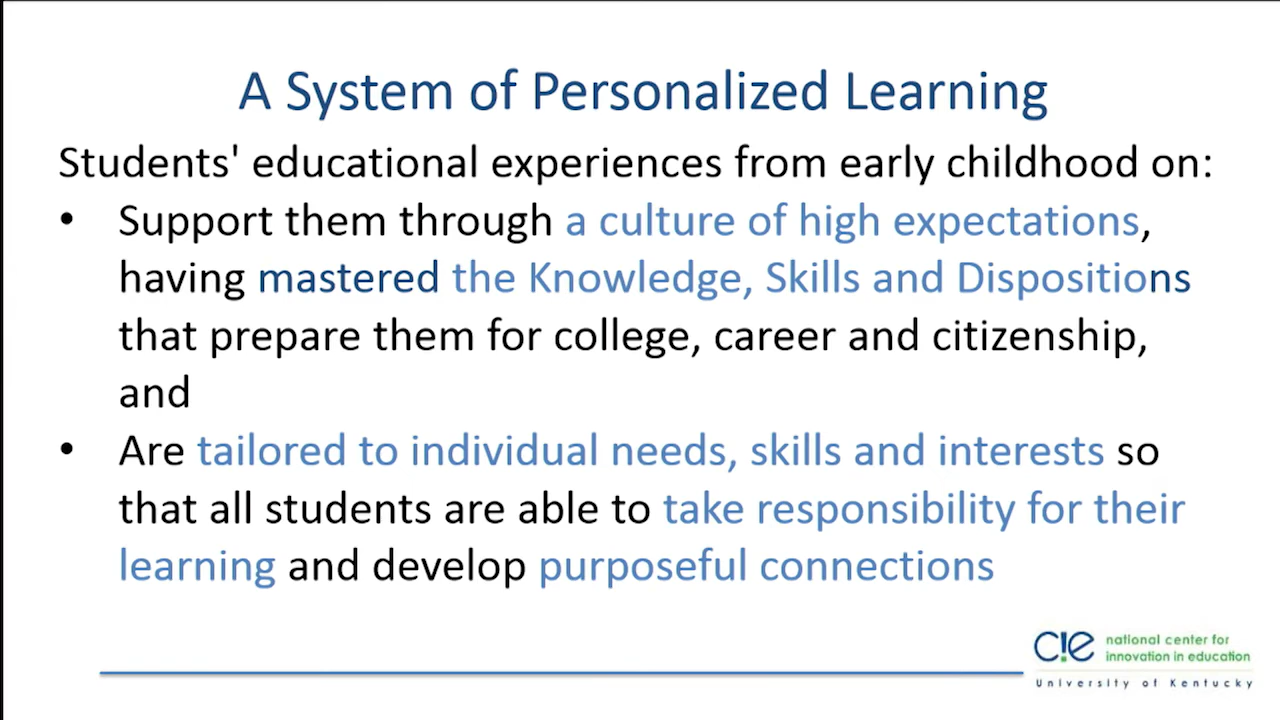 A System of Personalized Learning
Students' educational experiences from early childhood on:
• Support them through a culture of high expectations,
having mastered the Knowledge, Skills and Dispositions
that prepare them for college, career and citizenship,
and
• Are tailored to individual needs, skills and interests so
that all students are able to take responsibility for their
learning and develop purposeful connections
c!e national center for
innovation in education
University of Kentucky